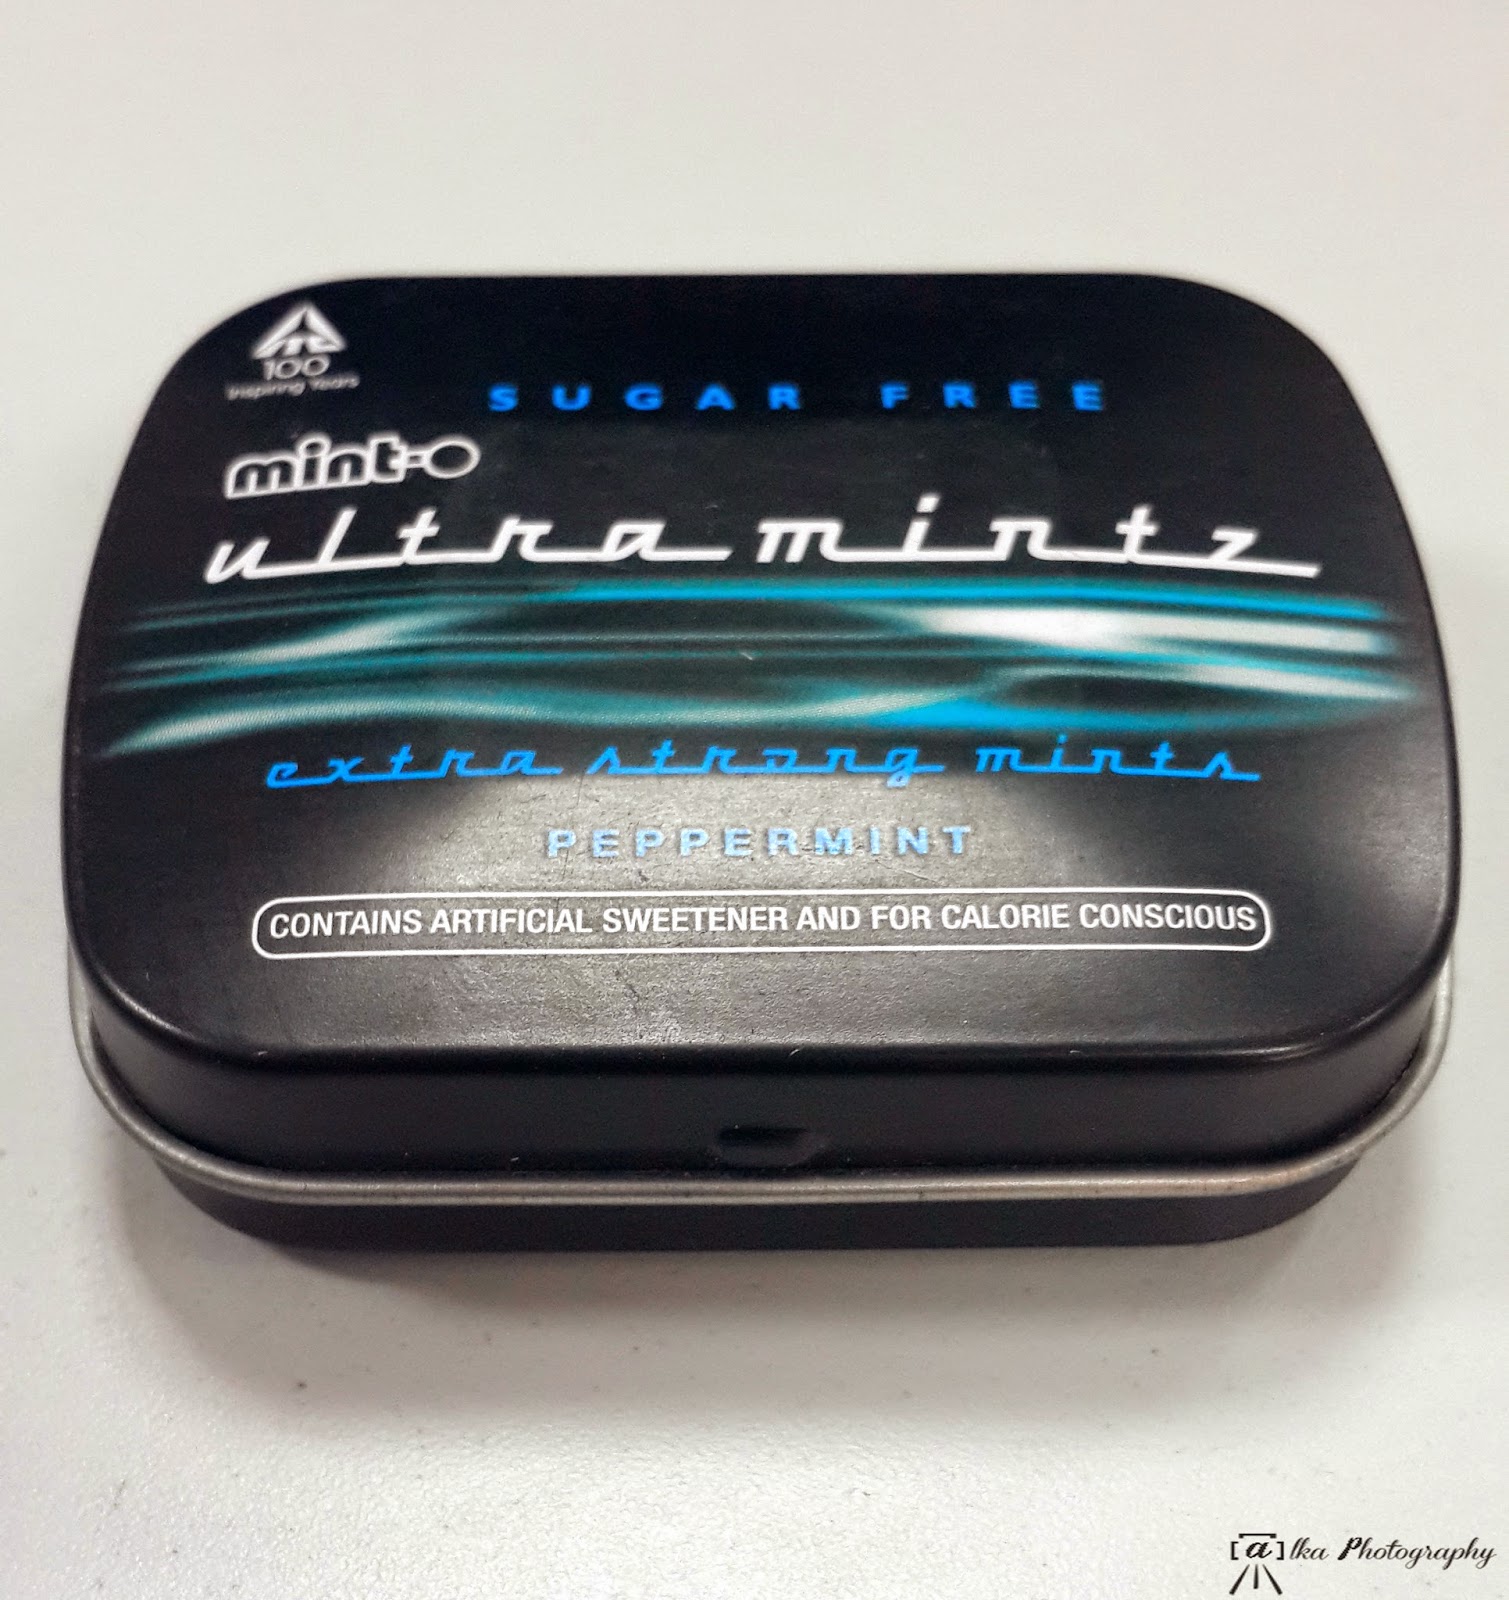 100
Inspiring Years
SUGAR FREE
mint-o
ultra mintz
extra strong mints
PEPPERMINT
CONTAINS ARTIFICIAL SWEETENER AND FOR CALORIE CONSCIOUS
[a]lka Photography